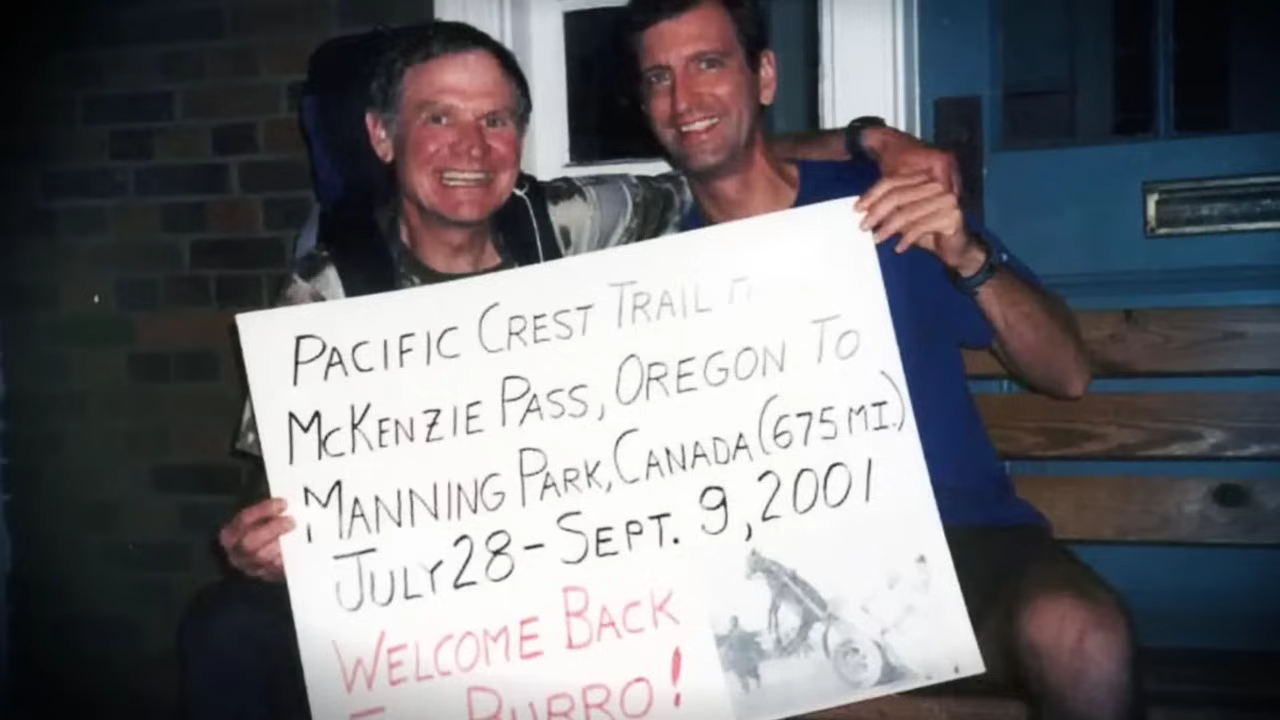 PACIFIC CREST TRAIL
MCKENZIE PASS, OREGON TO
MANNING PARK, CANADA (675 MI.)
JULY 28 - SEPT. 9, 2001
WELCOME BACK
BURRO!